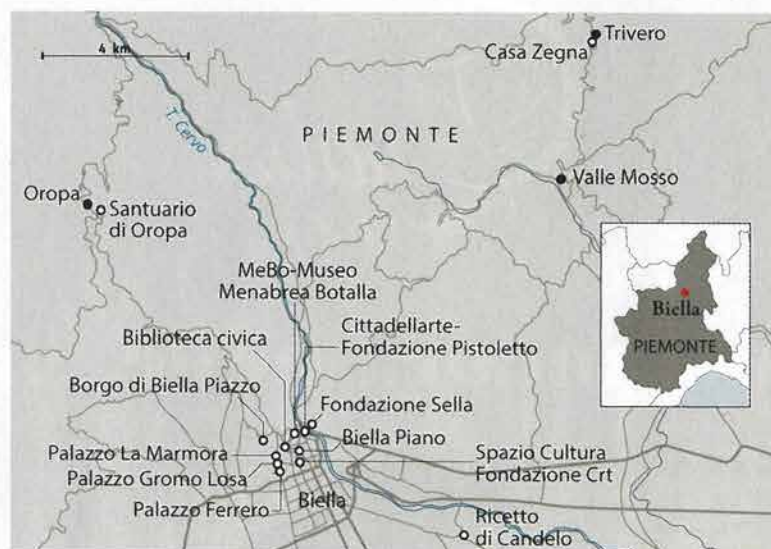 4 km
T. Cervo
PIEMONTE
Trivero
Casa Zegna
Valle Mosso
Oropa
Santuario
di Oropa
MeBo-Museo
Menabrea Botalla
Cittadellarte-
Fondazione Pistoletto
Biblioteca civica
Borgo di Biella Piazzo
Fondazione Sella
Palazzo La Marmora
Biella Piano
Palazzo Gromo Losa
Spazio Cultura
Fondazione Crt
Palazzo Ferrero
Biella
Ricetto
di Candelo
Biella
PIEMONTE